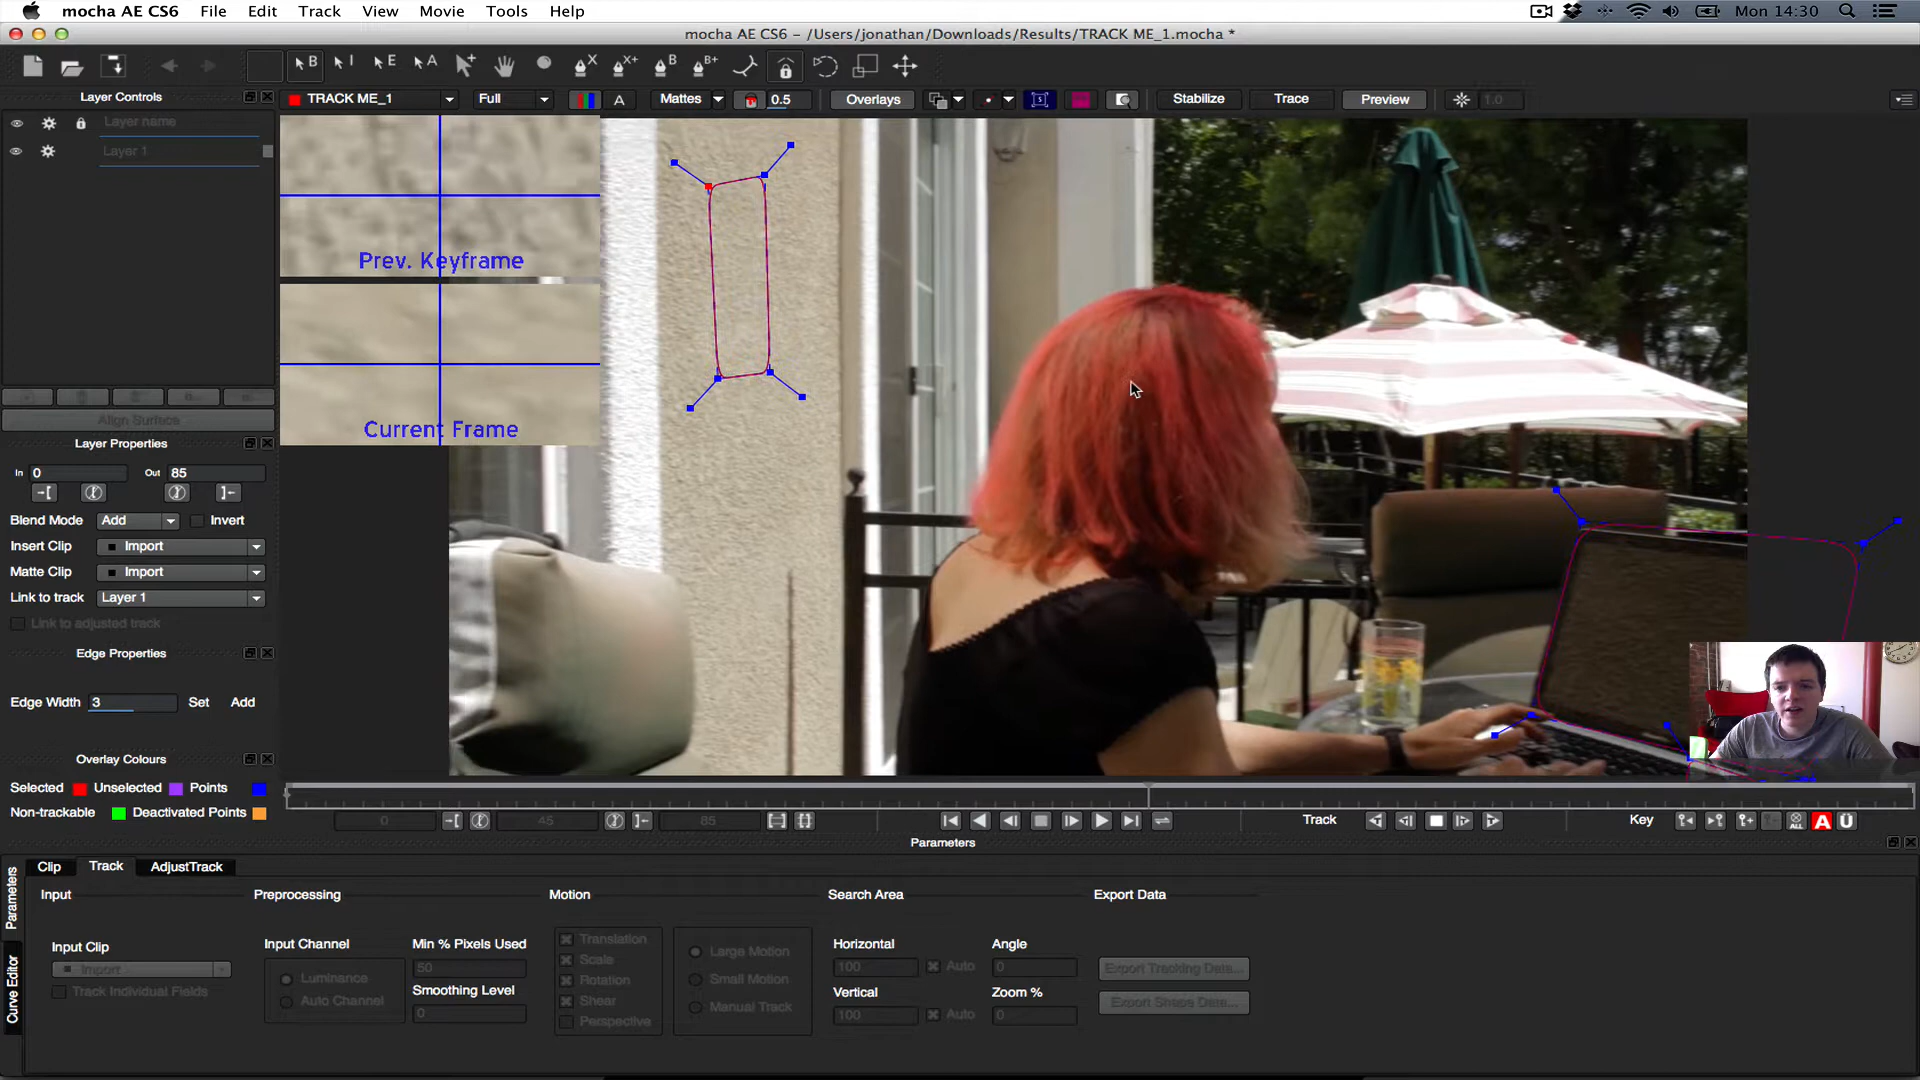 mocha AE CS6 File Edit Track View Movie Tools Help Mon 14:30
mocha AE CS6 – /Users/jonathan/Downloads/Results/TRACK ME_1.mocha *
B I E A X X+ B B+
Layer Controls
TRACK ME_1 Full A Mattes 0.5 Overlays Stabilize Trace Preview 1.0
Layer name
Layer 1
Prev. Keyframe
Current Frame
Align Surface
Layer Properties
In 0 Out 85
Blend Mode Add Invert
Insert Clip Import
Matte Clip Import
Link to track Layer 1
Link to adjusted track
Edge Properties
Edge Width 3 Set Add
Overlay Colours
Selected Unselected Points
Non-trackable Deactivated Points
0 45 85 Track Key ALL A Ü
Parameters
Clip Track AdjustTrack
Parameters
Curve Editor
Input
Input Clip
Import
Track Individual Fields
Preprocessing
Input Channel
Luminance
Auto Channel
Min % Pixels Used
50
Smoothing Level
0
Motion
Translation
Scale
Rotation
Shear
Perspective
Large Motion
Small Motion
Manual Track
Search Area
Horizontal
100 Auto
Vertical
100 Auto
Angle
0
Zoom %
0
Export Data
Export Tracking Data...
Export Shape Data...